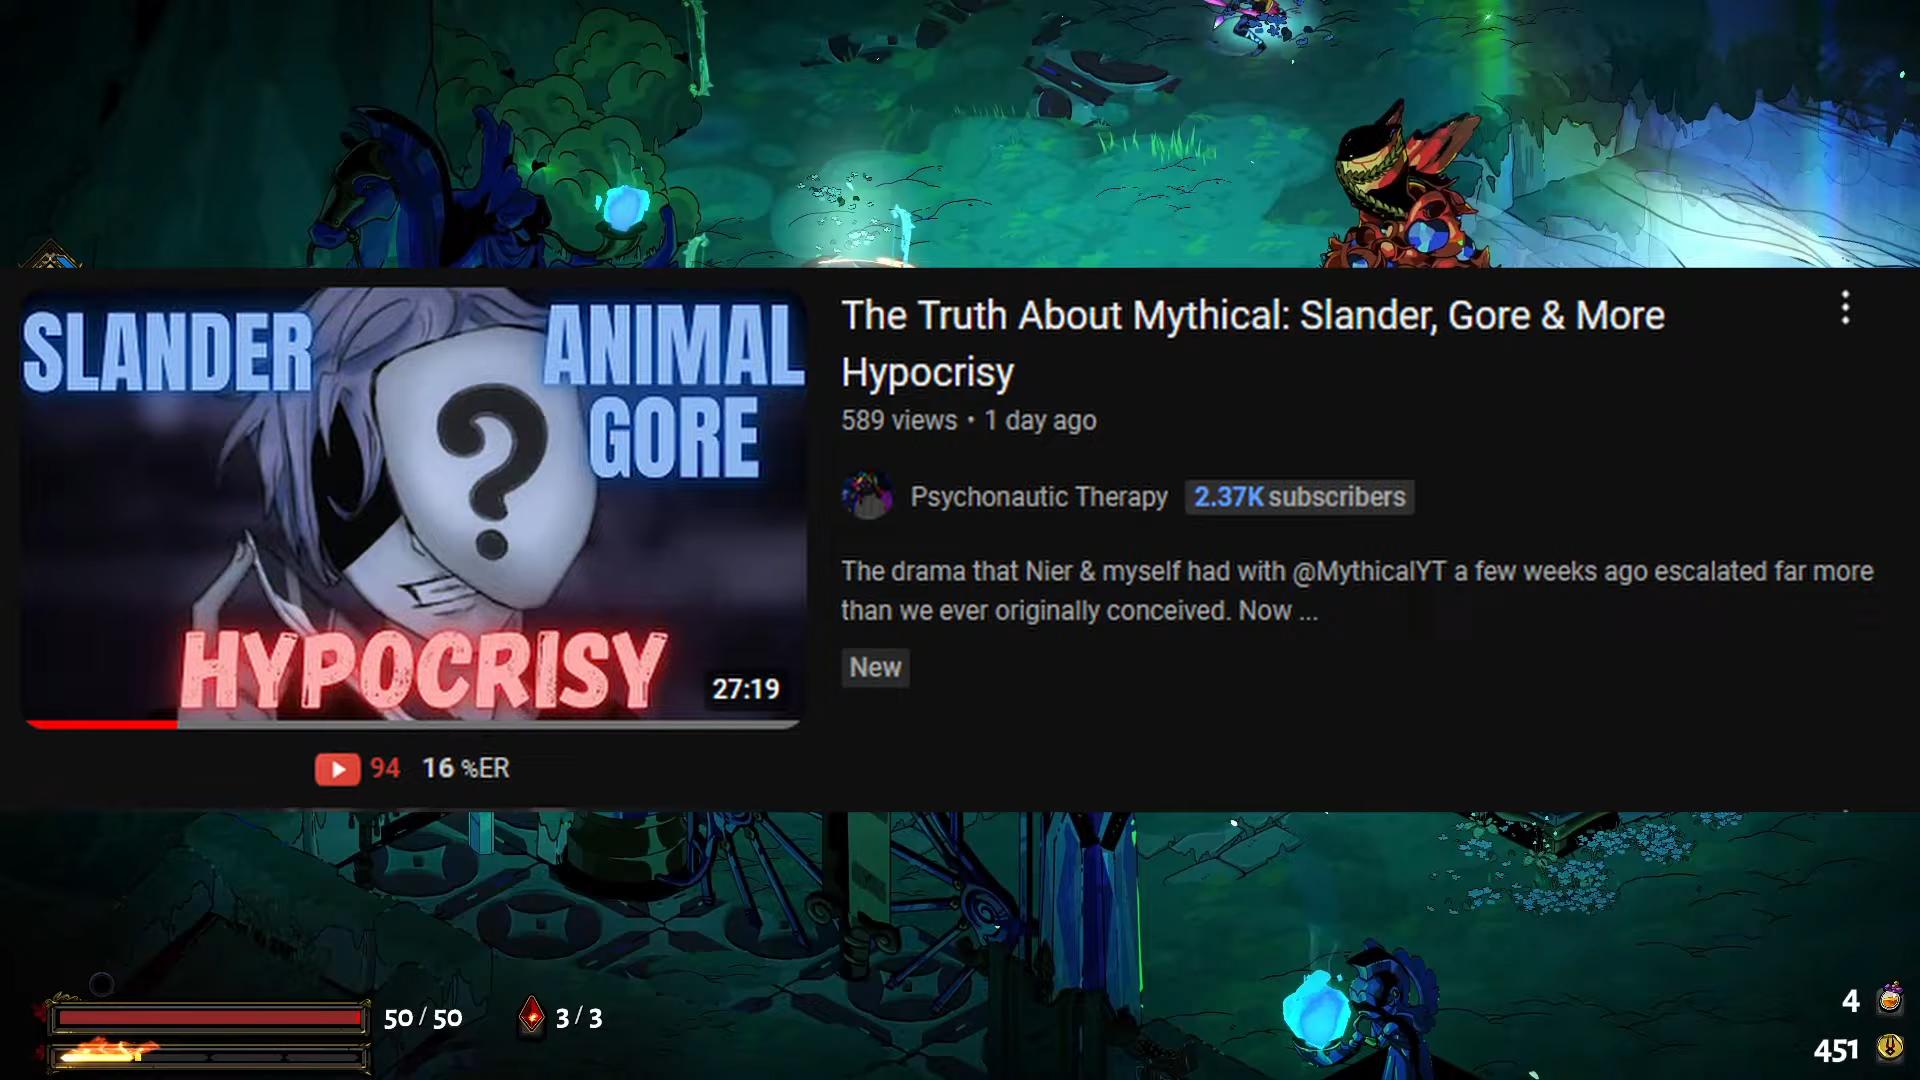 SLANDER
ANIMAL
GORE
HYPOCRISY
27:19
94 16 %ER
The Truth About Mythical: Slander, Gore & More
Hypocrisy
589 views • 1 day ago
Psychonautic Therapy 2.37K subscribers
The drama that Nier & myself had with @MythicalYT a few weeks ago escalated far more
than we ever originally conceived. Now ...
New
50 / 50
3 / 3
4
451